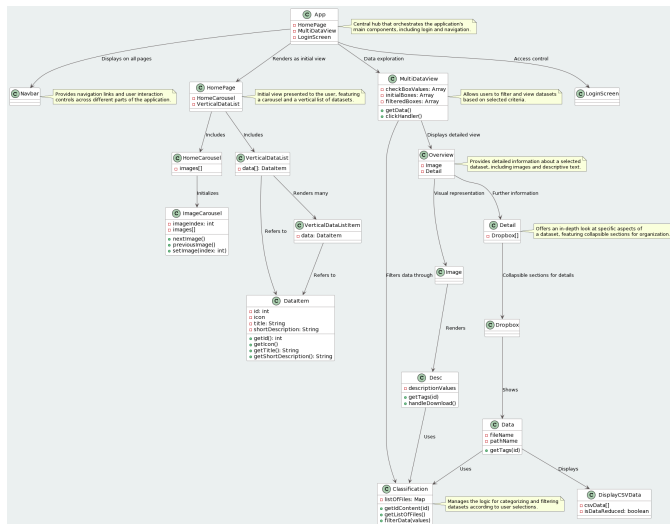 C App
HomePage
MultiDataView
LoginScreen
Central hub that orchestrates the application's
main components, including login and navigation.
Displays on all pages
Renders as initial view
Data exploration
Access control
C Navbar
Provides navigation links and user interaction
controls across different parts of the application.
C HomePage
HomeCarousel
VerticalDataList
Initial view presented to the user, featuring
a carousel and a vertical list of datasets.
C MultiDataView
checkBoxValues: Array
initialBoxes: Array
filteredBoxes: Array
getData()
clickHandler()
Allows users to filter and view datasets
based on selected criteria.
C LoginScreen
Includes
Includes
Displays detailed view
C HomeCarousel
images[]
C VerticalDataList
data[]: DataItem
C Overview
Image
Detail
Provides detailed information about a selected
dataset, including images and descriptive text.
Initializes
Renders many
Visual representation
Further information
C ImageCarousel
imageIndex: int
images[]
nextImage()
previousImage()
setImage(index: int)
Refers to
C VerticalDataListItem
data: DataItem
C Detail
Dropbox[]
Offers an in-depth look at specific aspects of
a dataset, featuring collapsible sections for organization.
Refers to
Filters data through
C Image
Collapsible sections for details
C DataItem
id: int
icon
title: String
shortDescription: String
getId(): int
getIcon()
getTitle(): String
getShortDescription(): String
Renders
C Dropbox
C Desc
descriptionValues
getTags(id)
handleDownload()
Shows
Uses
C Data
fileName
pathName
getTags(id)
Uses
Displays
C Classification
listOfFiles: Map
getIdContent(id)
getListOfFiles()
filterData(values)
Manages the logic for categorizing and filtering
datasets according to user selections.
C DisplayCSVData
csvData[]
isDataReduced: boolean